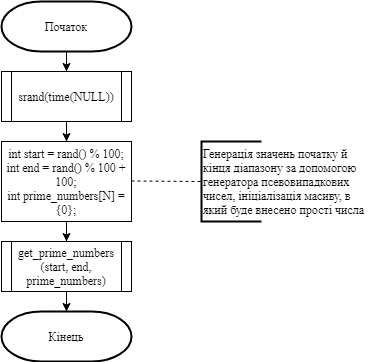 Початок
srand(time(NULL))
int start = rand() % 100;
int end = rand() % 100 +
100;
int prime_numbers[N] =
{0};
Генерація значень початку й
кінця діапазону за допомогою
генератора псевовипадкових
чисел, ініціалізація масиву, в
який буде внесено прості числа
get_prime_numbers
(start, end,
prime_numbers)
Кінець